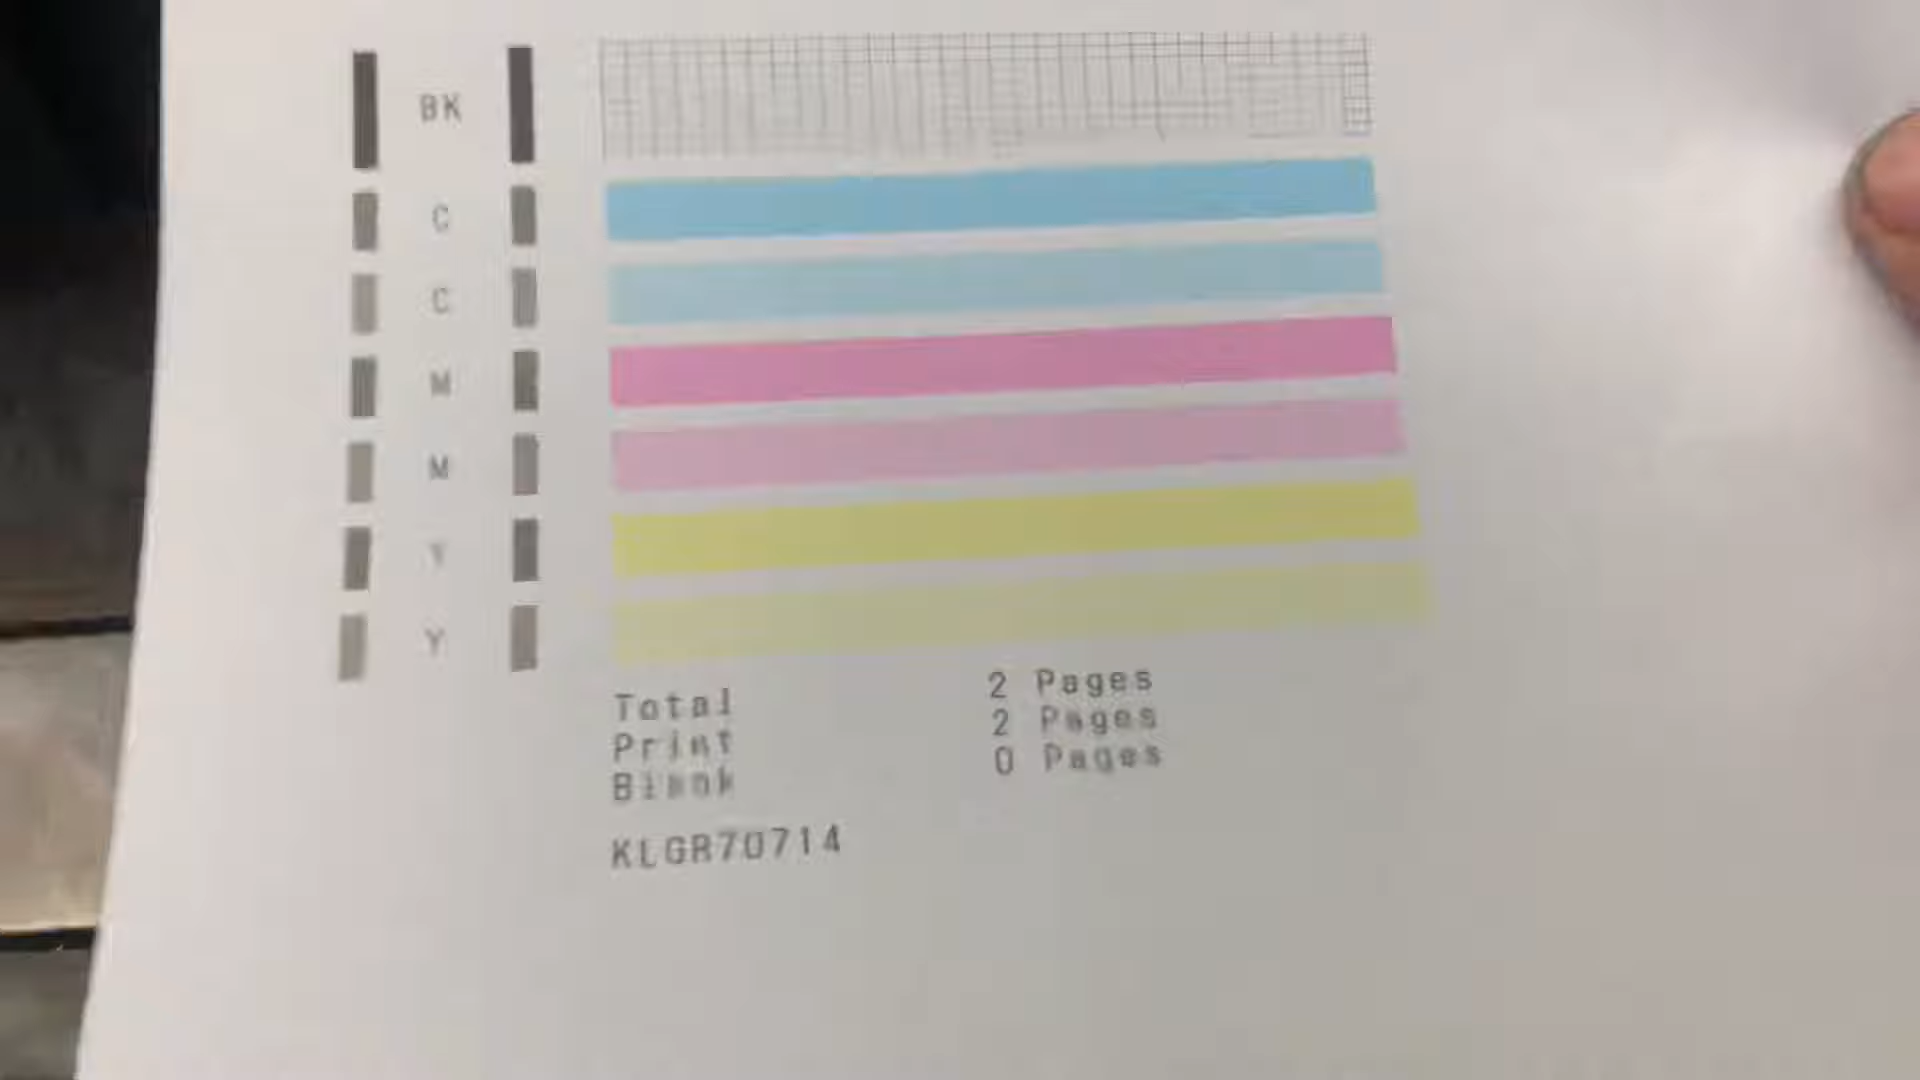 BK
C
C
M
M
Y
Y
Total 2 Pages
Print 2 Pages
Blank 0 Pages
KLGR70714